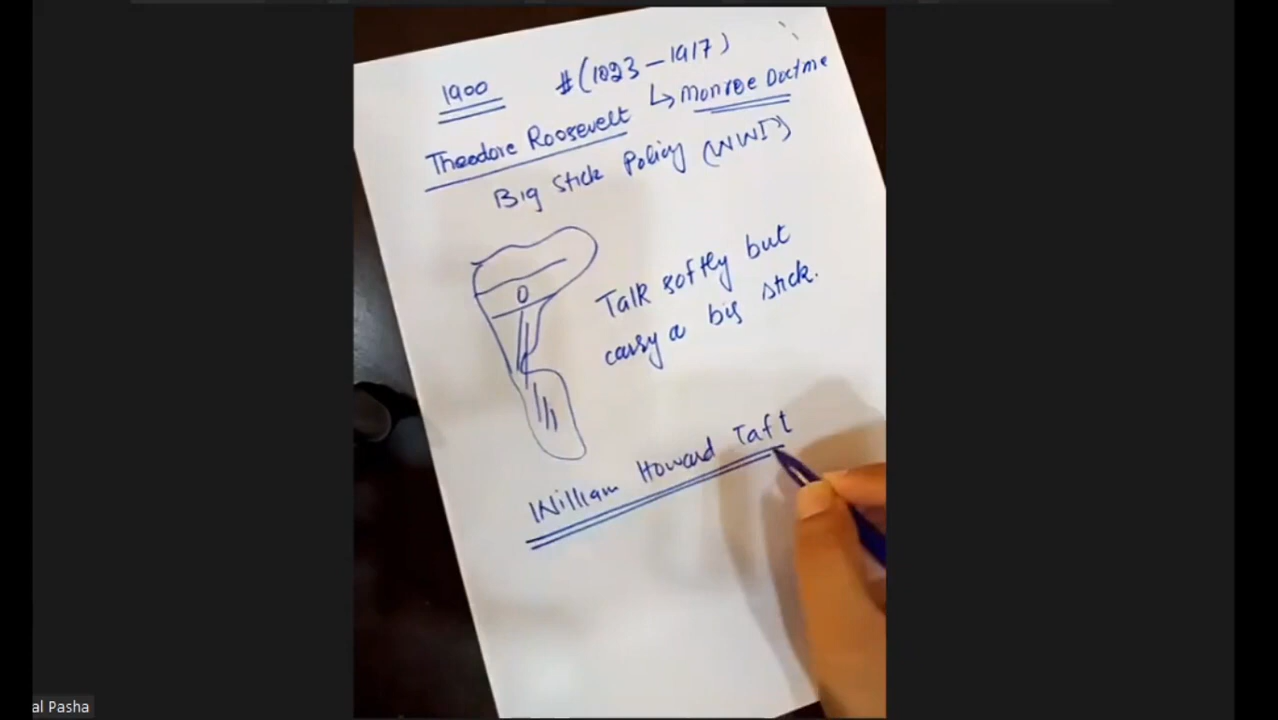 1900 # (1823 – 1917)
↳ Monroe Doctrine
Theodore Roosevelt
Big Stick Policy (WWI)
O
Talk softly but
carry a big stick.
William Howard Taft
al Pasha